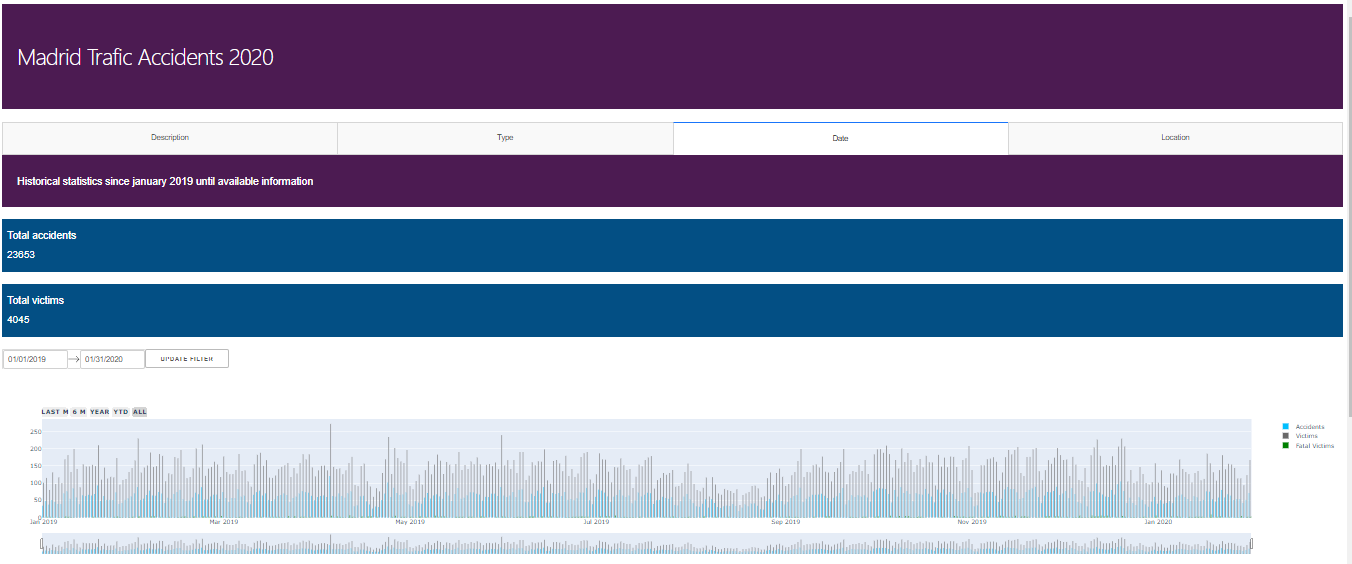 Madrid Trafic Accidents 2020
Description
Type
Date
Location
Historical statistics since january 2019 until available information
Total accidents
23653
Total victims
4045
01/01/2019
01/31/2020
UPDATE FILTER
LAST M 6 M YEAR YTD ALL
250
200
150
100
50
0
Jan 2019
Mar 2019
May 2019
Jul 2019
Sep 2019
Nov 2019
Jan 2020
Accidents
Victims
Fatal Victims